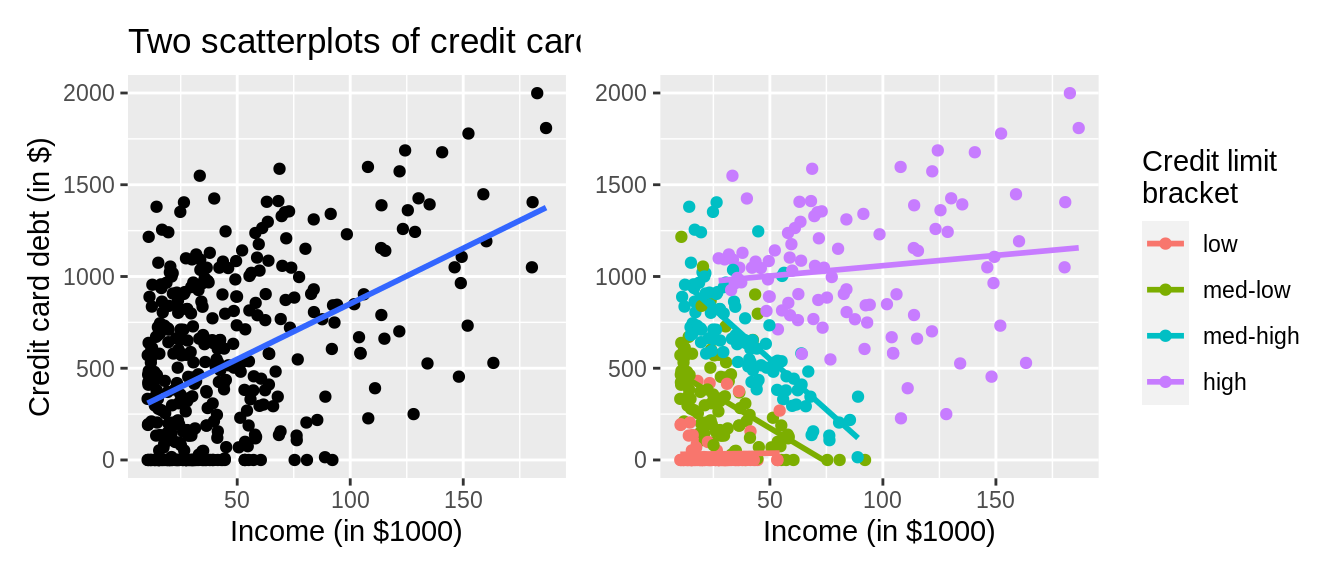 Two scatterplots of credit car
Credit card debt (in $)
2000
1500
1000
500
0
50 100 150
Income (in $1000)
2000
1500
1000
500
0
50 100 150
Income (in $1000)
Credit limit
bracket
low
med-low
med-high
high